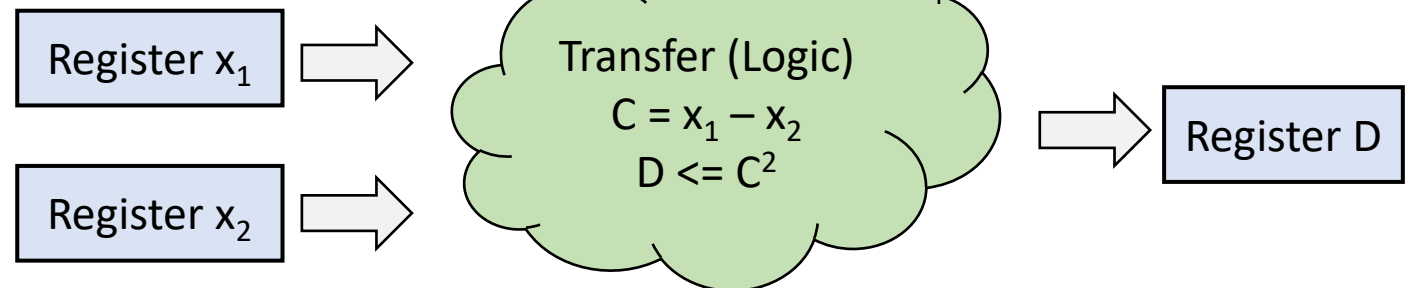 Register x₁
Register x₂
Transfer (Logic)
C = x₁ – x₂
D <= C²
Register D